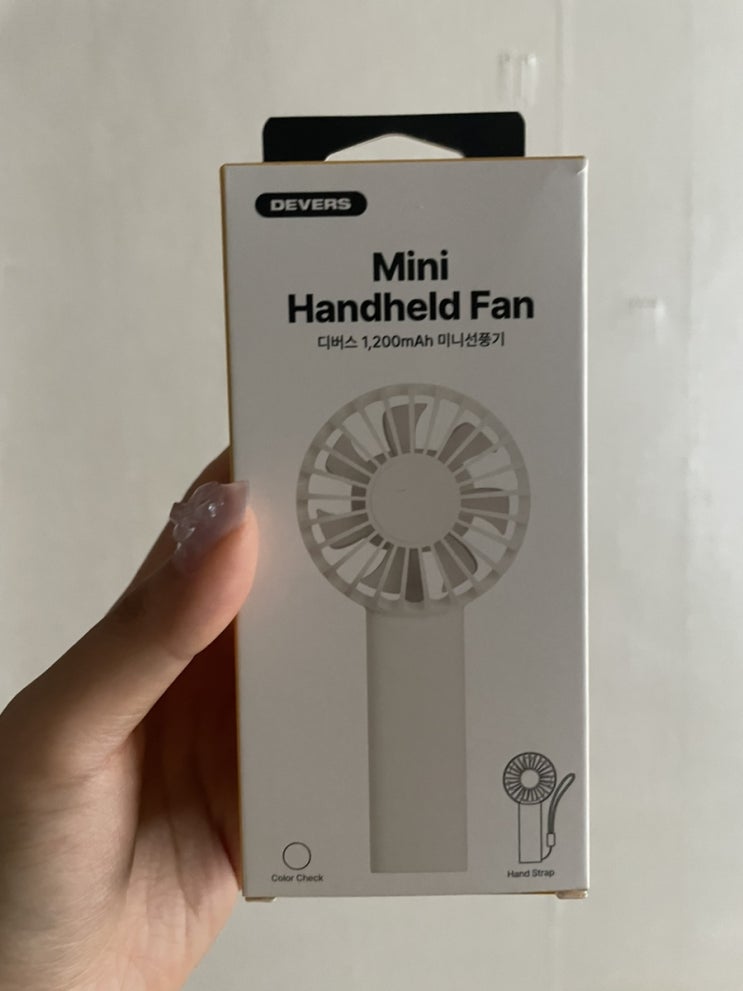 DEVERS
Mini
Handheld Fan
디버스 1,200mAh 미니선풍기
Color Check
Hand Strap